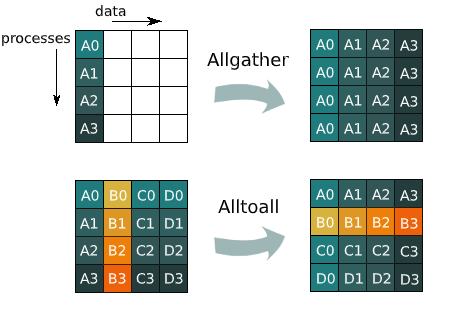 data
processes
A0
A1
A2
A3
Allgather
A0 A1 A2 A3
A0 A1 A2 A3
A0 A1 A2 A3
A0 A1 A2 A3
A0 B0 C0 D0
A1 B1 C1 D1
A2 B2 C2 D2
A3 B3 C3 D3
Alltoall
A0 A1 A2 A3
B0 B1 B2 B3
C0 C1 C2 C3
D0 D1 D2 D3